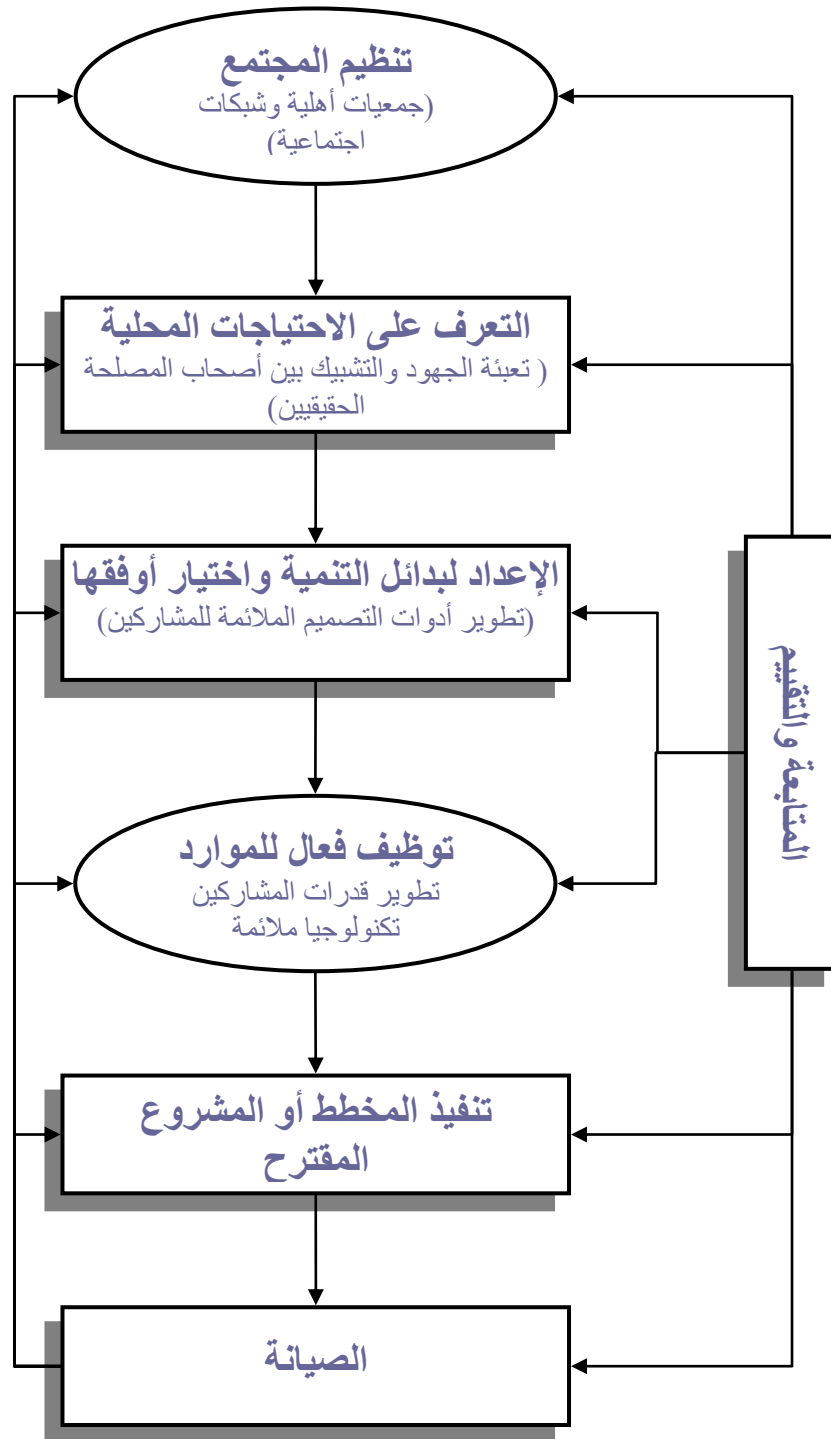 تنظيم المجتمع
(جمعيات أهلية وشبكات
اجتماعية)
التعرف على الاحتياجات المحلية
( تعبئة الجهود والتشبيك بين أصحاب المصلحة
الحقيقيين)
الإعداد لبدائل التنمية واختيار أوفقها
(تطوير أدوات التصميم الملائمة للمشاركين)
المتابعة والتقييم
توظيف فعال للموارد
تطوير قدرات المشاركين
تكنولوجيا ملائمة
تنفيذ المخطط أو المشروع
المقترح
الصيانة